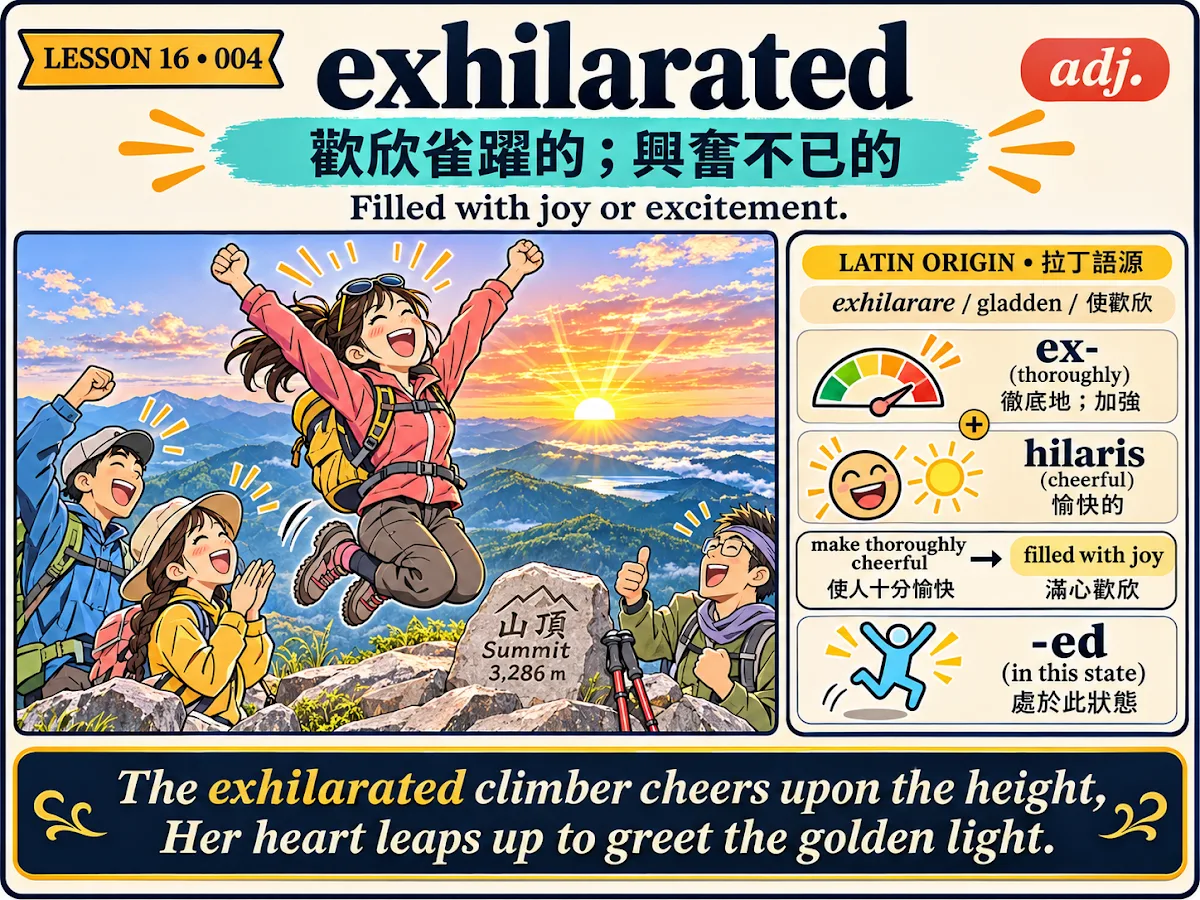 LESSON 16 • 004
exhilarated
adj.
歡欣雀躍的；興奮不已的
Filled with joy or excitement.
山頂
Summit
3,286 m
LATIN ORIGIN • 拉丁語源
exhilarare / gladden / 使歡欣
ex-
(thoroughly)
徹底地；加強
+
hilaris
(cheerful)
愉快的
make thoroughly
cheerful
使人十分愉快
→
filled with joy
滿心歡欣
-ed
(in this state)
處於此狀態
The exhilarated climber cheers upon the height,
Her heart leaps up to greet the golden light.